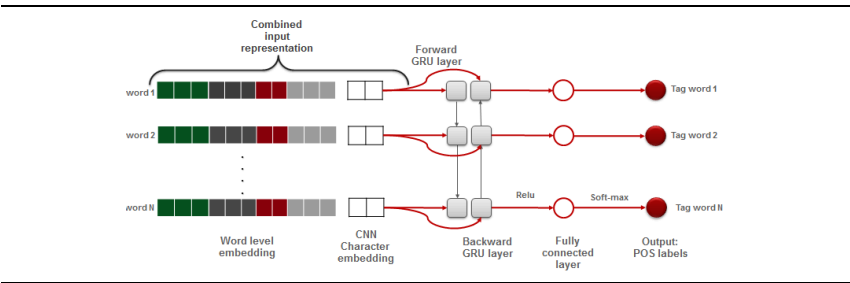 Combined
input
representation
Forward
GRU layer
word 1
Tag word 1
word 2
Tag word 2
word N
Relu
Soft-max
Tag word N
Word level
embedding
CNN
Character
embedding
Backward
GRU layer
Fully
connected
layer
Output:
POS labels